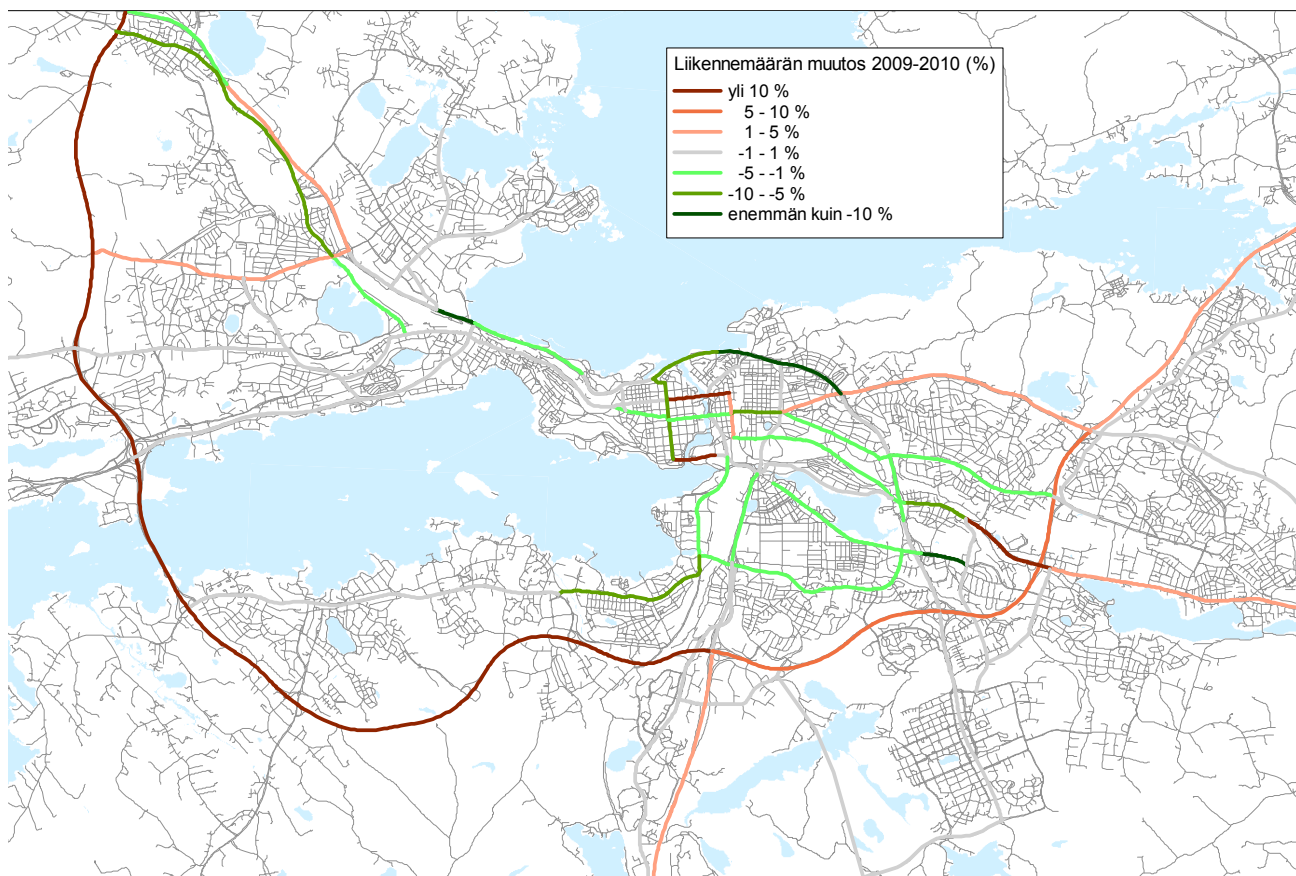 Liikennemäärän muutos 2009-2010 (%)
yli 10 %
5 - 10 %
1 - 5 %
-1 - 1 %
-5 - -1 %
-10 - -5 %
enemmän kuin -10 %